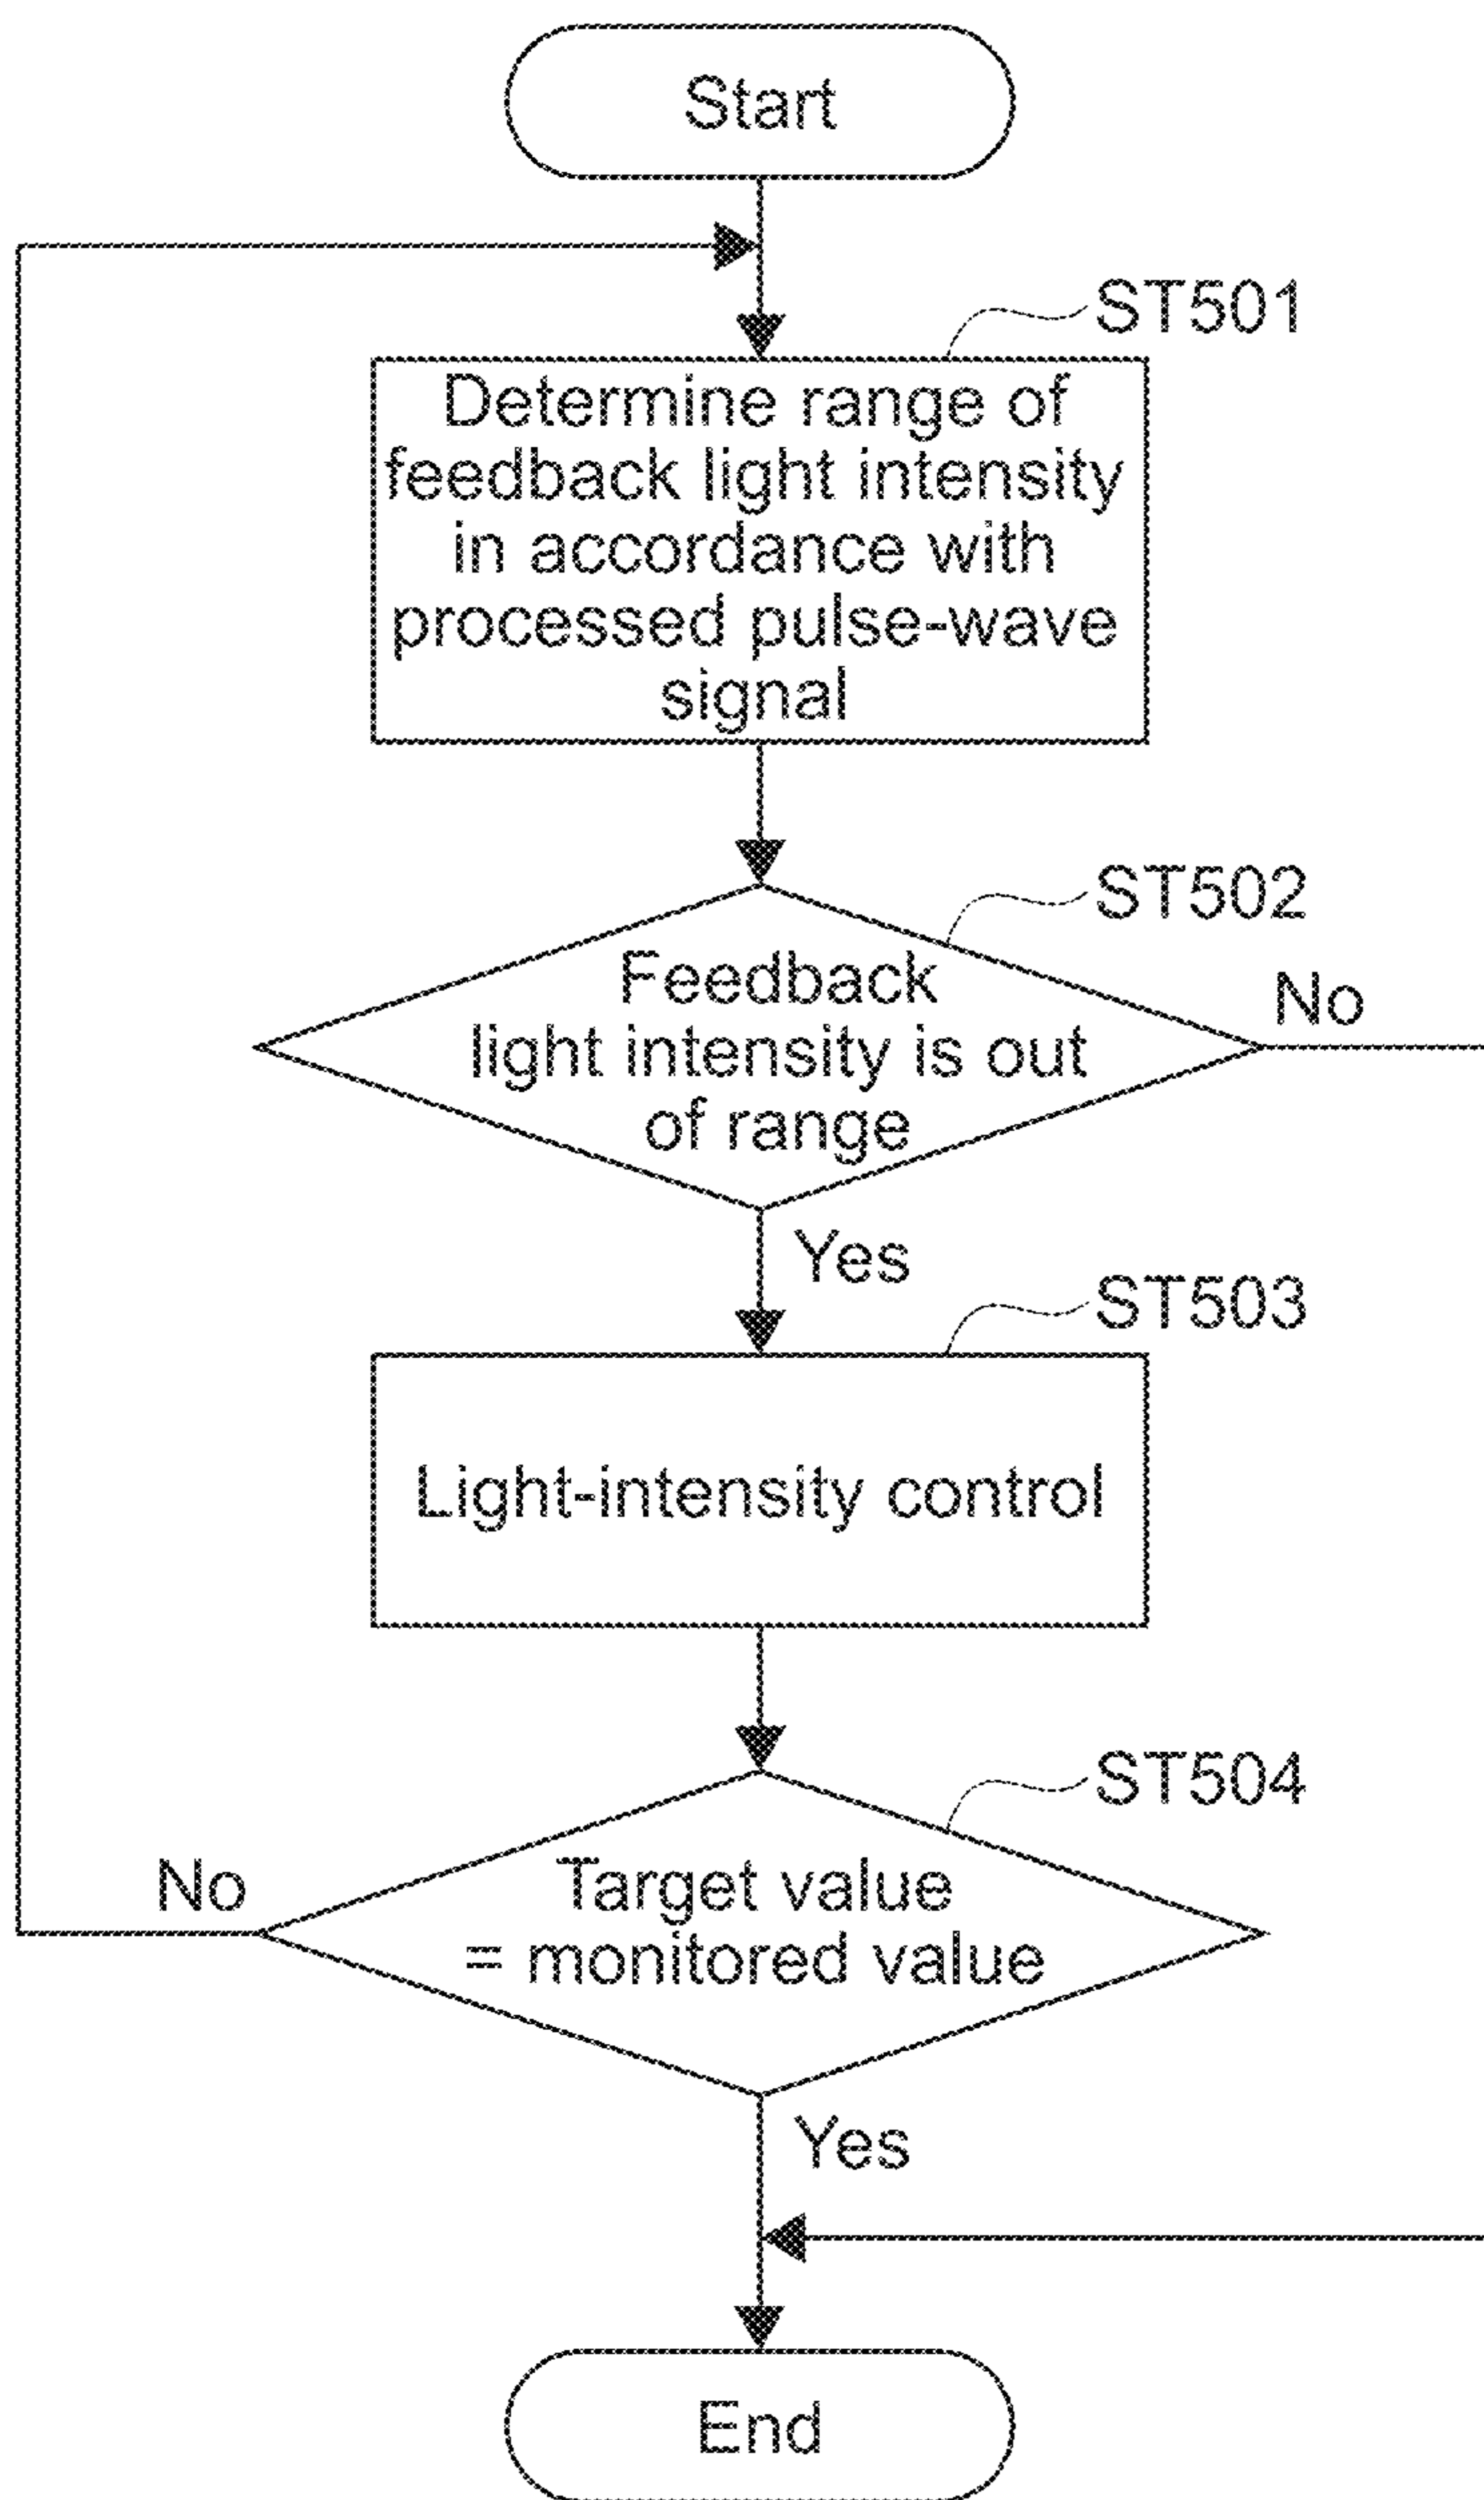 Start
ST501
Determine range of
feedback light intensity
in accordance with
processed pulse-wave
signal
ST502
Feedback
light intensity is out
of range
No
Yes
ST503
Light-intensity control
ST504
No
Target value
= monitored value
Yes
End